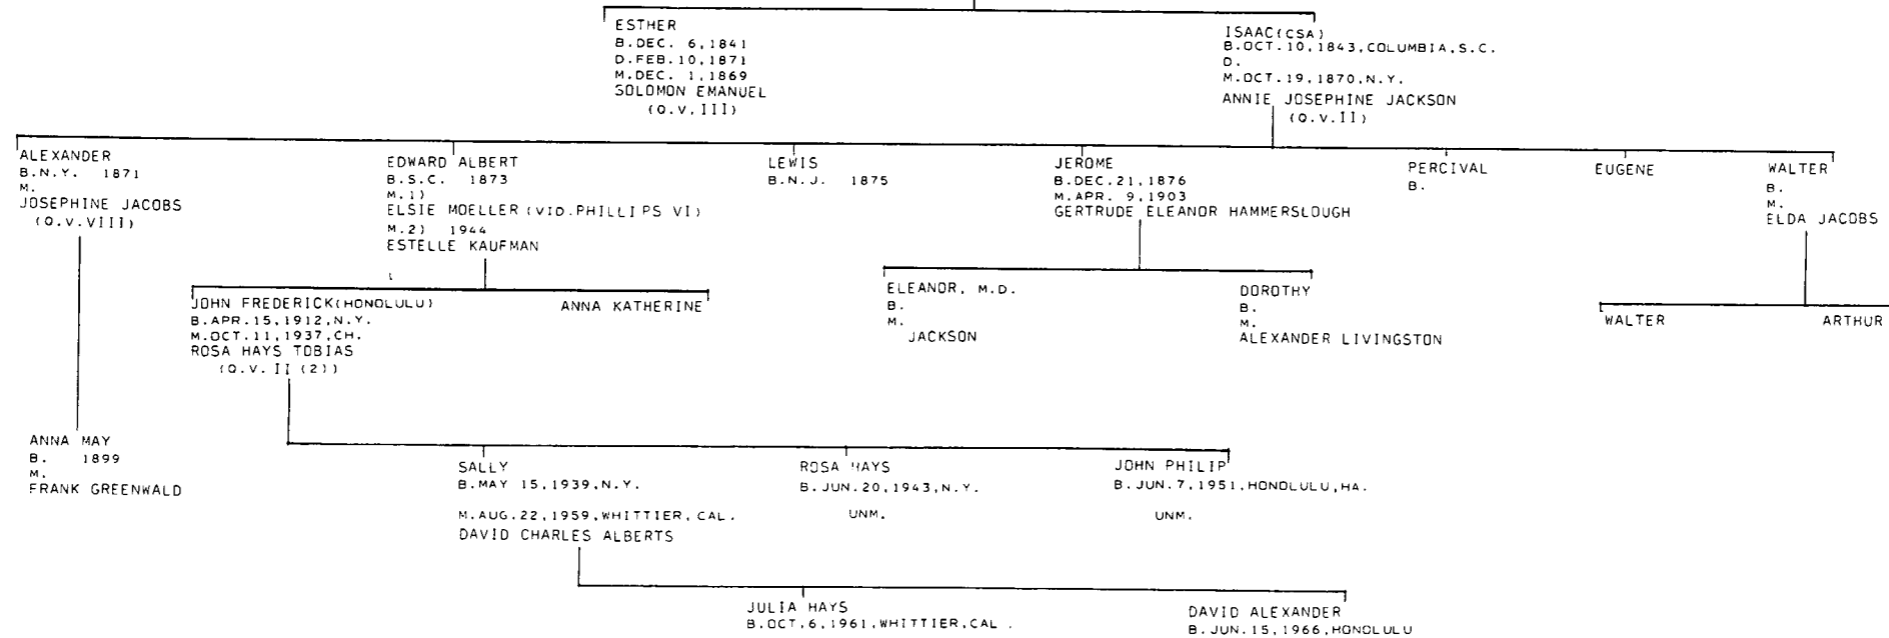 ESTHER
B.DEC. 6,1841
D.FEB.10,1871
M.DEC. 1,1869
SOLOMON EMANUEL
(Q.V.III)
ISAAC(CSA)
B.OCT.10,1843,COLUMBIA,S.C.
D.
M.OCT.19,1870,N.Y.
ANNIE JOSEPHINE JACKSON
(Q.V.II)
ALEXANDER
B.N.Y. 1871
M.
JOSEPHINE JACOBS
(Q.V.VIII)
EDWARD ALBERT
B.S.C. 1873
M.1)
ELSIE MOELLER(VID.PHILLIPS VI)
M.2) 1944
ESTELLE KAUFMAN
LEWIS
B.N.J. 1875
JEROME
B.DEC.21,1876
M.APR. 9,1903
GERTRUDE ELEANOR HAMMERSLOUGH
PERCIVAL
B.
EUGENE
WALTER
B.
M.
ELDA JACOBS
JOHN FREDERICK(HONOLULU)
B.APR.15,1912,N.Y.
M.OCT.11,1937,CH.
ROSA HAYS TOBIAS
(Q.V.II(2))
ANNA KATHERINE
ELEANOR, M.D.
B.
M.
JACKSON
DOROTHY
B.
M.
ALEXANDER LIVINGSTON
WALTER
ARTHUR
ANNA MAY
B. 1899
M.
FRANK GREENWALD
SALLY
B.MAY 15,1939,N.Y.
M.AUG.22,1959,WHITTIER,CAL.
DAVID CHARLES ALBERTS
ROSA HAYS
B.JUN.20,1943,N.Y.
UNM.
JOHN PHILIP
B.JUN.7,1951,HONOLULU,HA.
UNM.
JULIA HAYS
B.OCT.6,1961,WHITTIER,CAL.
DAVID ALEXANDER
B.JUN.15,1966,HONOLULU